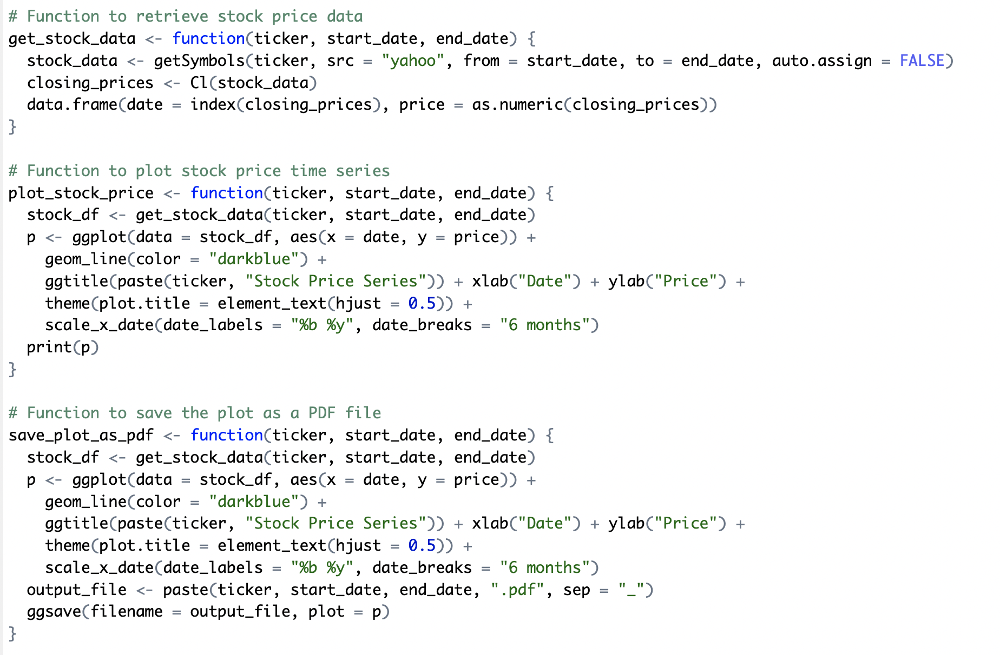 # Function to retrieve stock price data
get_stock_data <- function(ticker, start_date, end_date) {
  stock_data <- getSymbols(ticker, src = "yahoo", from = start_date, to = end_date, auto.assign = FALSE)
  closing_prices <- Cl(stock_data)
  data.frame(date = index(closing_prices), price = as.numeric(closing_prices))
}

# Function to plot stock price time series
plot_stock_price <- function(ticker, start_date, end_date) {
  stock_df <- get_stock_data(ticker, start_date, end_date)
  p <- ggplot(data = stock_df, aes(x = date, y = price)) +
    geom_line(color = "darkblue") +
    ggtitle(paste(ticker, "Stock Price Series")) + xlab("Date") + ylab("Price") +
    theme(plot.title = element_text(hjust = 0.5)) +
    scale_x_date(date_labels = "%b %y", date_breaks = "6 months")
  print(p)
}

# Function to save the plot as a PDF file
save_plot_as_pdf <- function(ticker, start_date, end_date) {
  stock_df <- get_stock_data(ticker, start_date, end_date)
  p <- ggplot(data = stock_df, aes(x = date, y = price)) +
    geom_line(color = "darkblue") +
    ggtitle(paste(ticker, "Stock Price Series")) + xlab("Date") + ylab("Price") +
    theme(plot.title = element_text(hjust = 0.5)) +
    scale_x_date(date_labels = "%b %y", date_breaks = "6 months")
  output_file <- paste(ticker, start_date, end_date, ".pdf", sep = "_")
  ggsave(filename = output_file, plot = p)
}